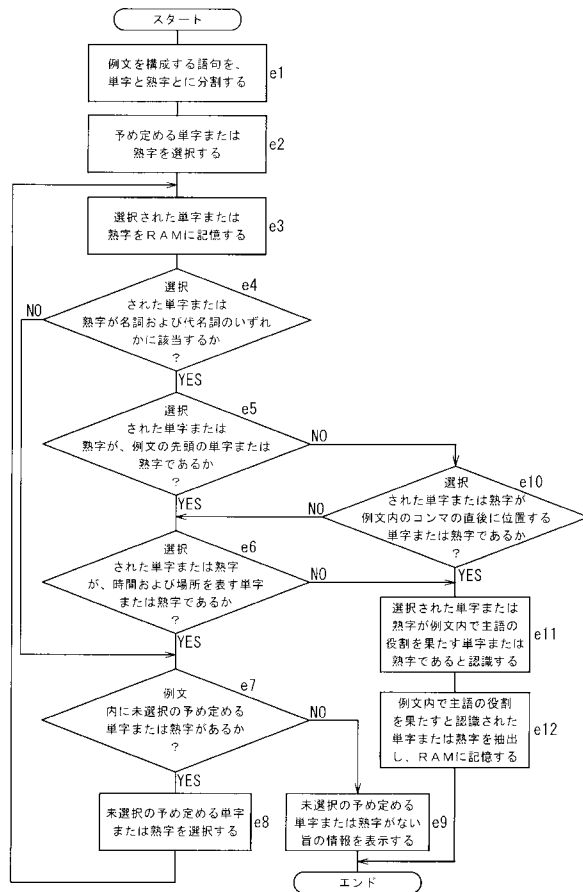 スタート
例文を構成する語句を、
単字と熟字とに分割する
e1
予め定める単字または
熟字を選択する
e2
選択された単字または
熟字をRAMに記憶する
e3
選択
された単字または
熟字が名詞および代名詞のいずれ
かに該当するか
?
e4
NO
YES
選択
された単字または
熟字が、例文の先頭の単字または
熟字であるか
?
e5
NO
YES
選択
された単字または熟字が
例文内のコンマの直後に位置する
単字または熟字であるか
?
e10
NO
YES
選択
された単字または熟字
が、時間および場所を表す単字
または熟字であるか
?
e6
NO
YES
選択された単字または
熟字が例文内で主語の
役割を果たす単字または
熟字であると認識する
e11
例文
内に未選択の予め定める
単字または熟字があるか
?
e7
NO
YES
例文内で主語の役割
を果たすと認識された
単字または熟字を抽出
し、RAMに記憶する
e12
未選択の予め定める単字
または熟字を選択する
e8
未選択の予め定める
単字または熟字がない
旨の情報を表示する
e9
エンド